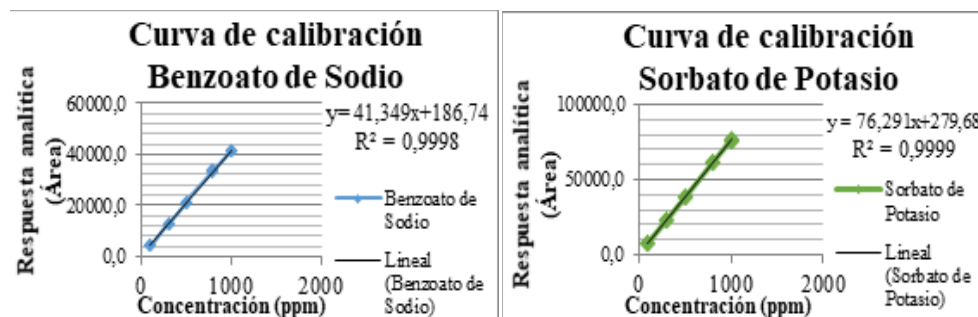 Curva de calibración
Benzoato de Sodio
Respuesta analítica
(Área)
60000,0
40000,0
20000,0
0,0
y= 41,349x+186,74
R² = 0,9998
Benzoato de
Sodio
Lineal
(Benzoato de
Sodio)
0
1000
2000
Concentración (ppm)
Curva de calibración
Sorbato de Potasio
Respuesta analítica
(Área)
100000,0
50000,0
0,0
y = 76,291x+279,68
R² = 0,9999
Sorbato de
Potasio
Lineal
(Sorbato de
Potasio)
0
1000
2000
Concentración (ppm)